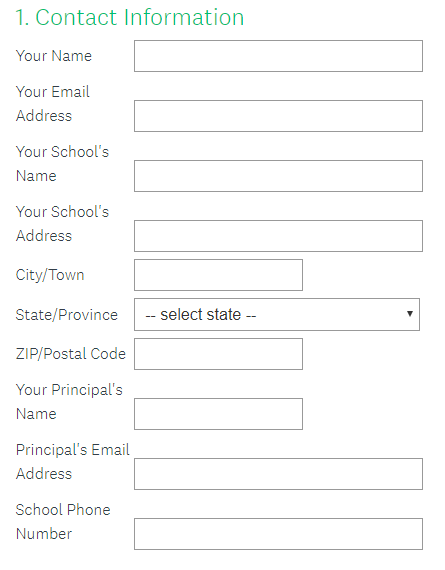 1. Contact Information
Your Name
Your Email
Address
Your School's
Name
Your School's
Address
City/Town
State/Province
-- select state --
ZIP/Postal Code
Your Principal's
Name
Principal's Email
Address
School Phone
Number